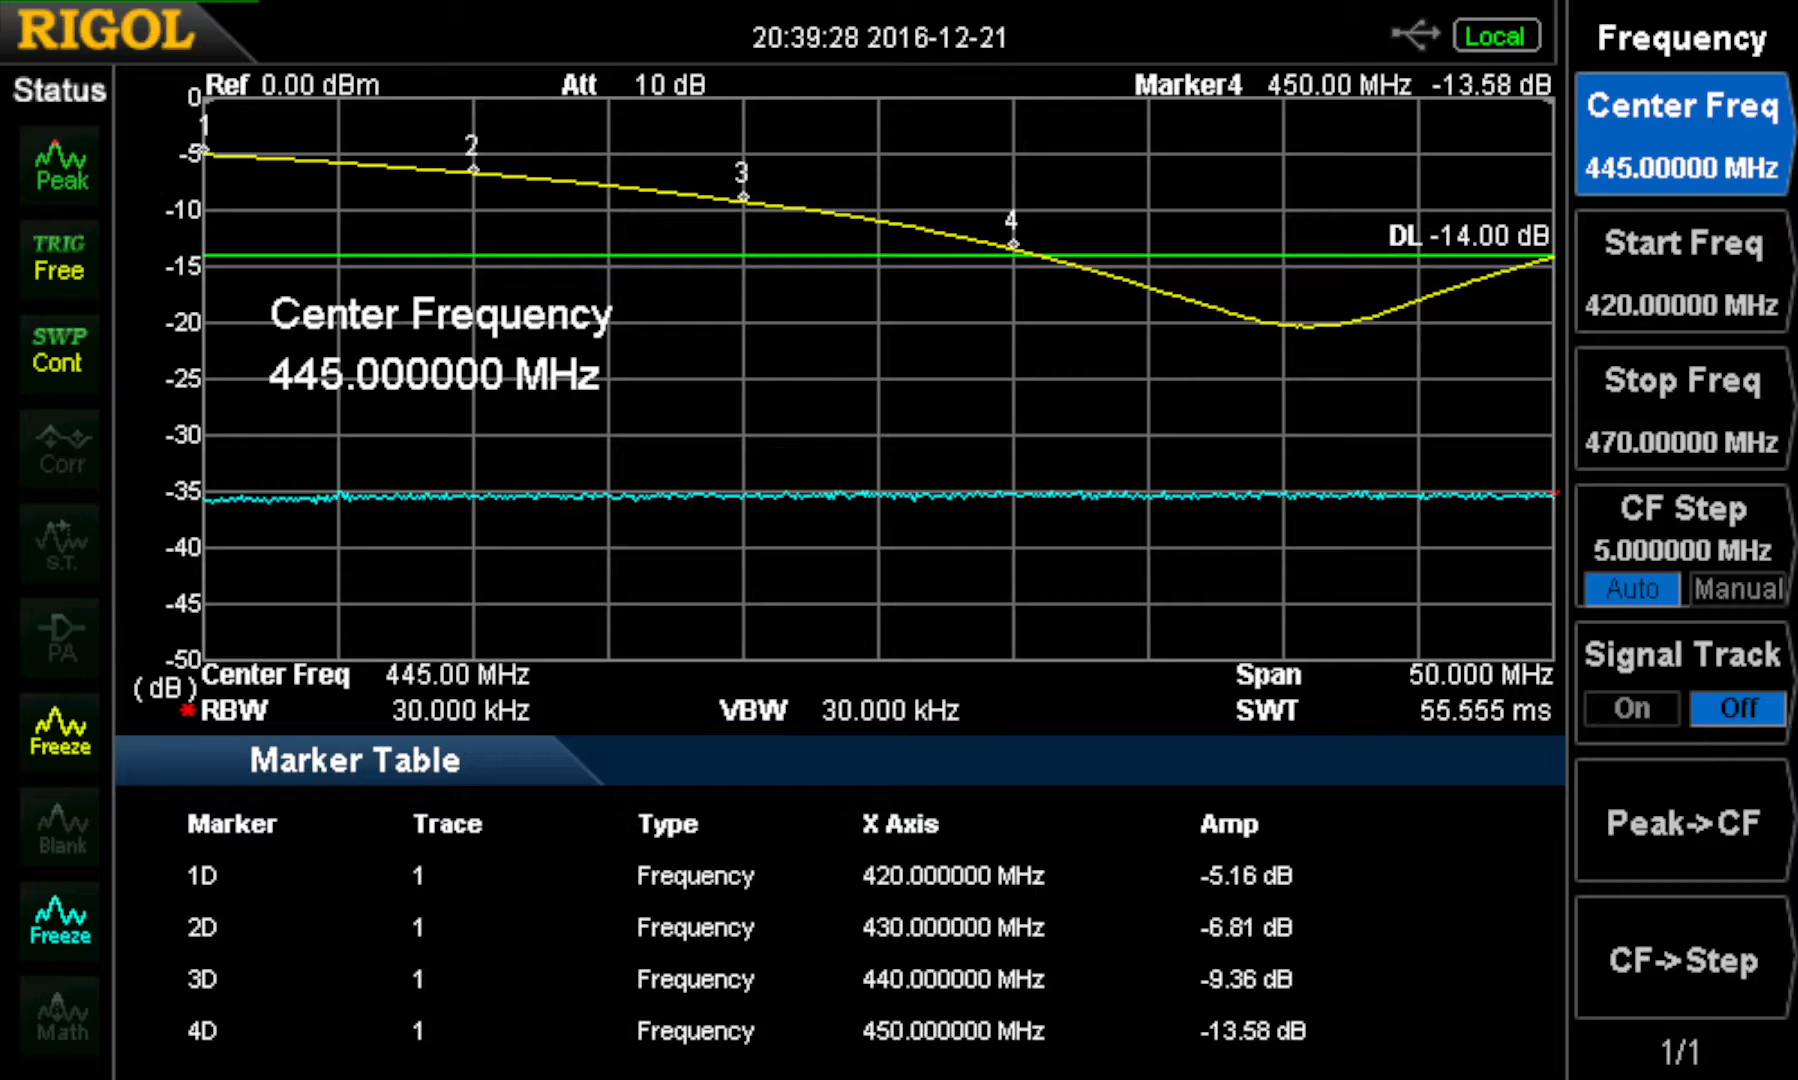 RIGOL
20:39:28 2016-12-21
Local
Status
Peak
TRIG
Free
SWP
Cont
Corr
S.T.
PA
Freeze
Blank
Freeze
Math
Ref 0.00 dBm Att 10 dB Marker4 450.00 MHz -13.58 dB
0
-5
-10
-15
-20
-25
-30
-35
-40
-45
-50
(dB)
1
2
3
4
DL -14.00 dB
Center Frequency
445.000000 MHz
Center Freq 445.00 MHz Span 50.000 MHz
*RBW 30.000 kHz VBW 30.000 kHz SWT 55.555 ms
Marker Table
Marker Trace Type X Axis Amp
1D 1 Frequency 420.000000 MHz -5.16 dB
2D 1 Frequency 430.000000 MHz -6.81 dB
3D 1 Frequency 440.000000 MHz -9.36 dB
4D 1 Frequency 450.000000 MHz -13.58 dB
Frequency
Center Freq
445.00000 MHz
Start Freq
420.00000 MHz
Stop Freq
470.00000 MHz
CF Step
5.000000 MHz
Auto Manual
Signal Track
On Off
Peak->CF
CF->Step
1/1